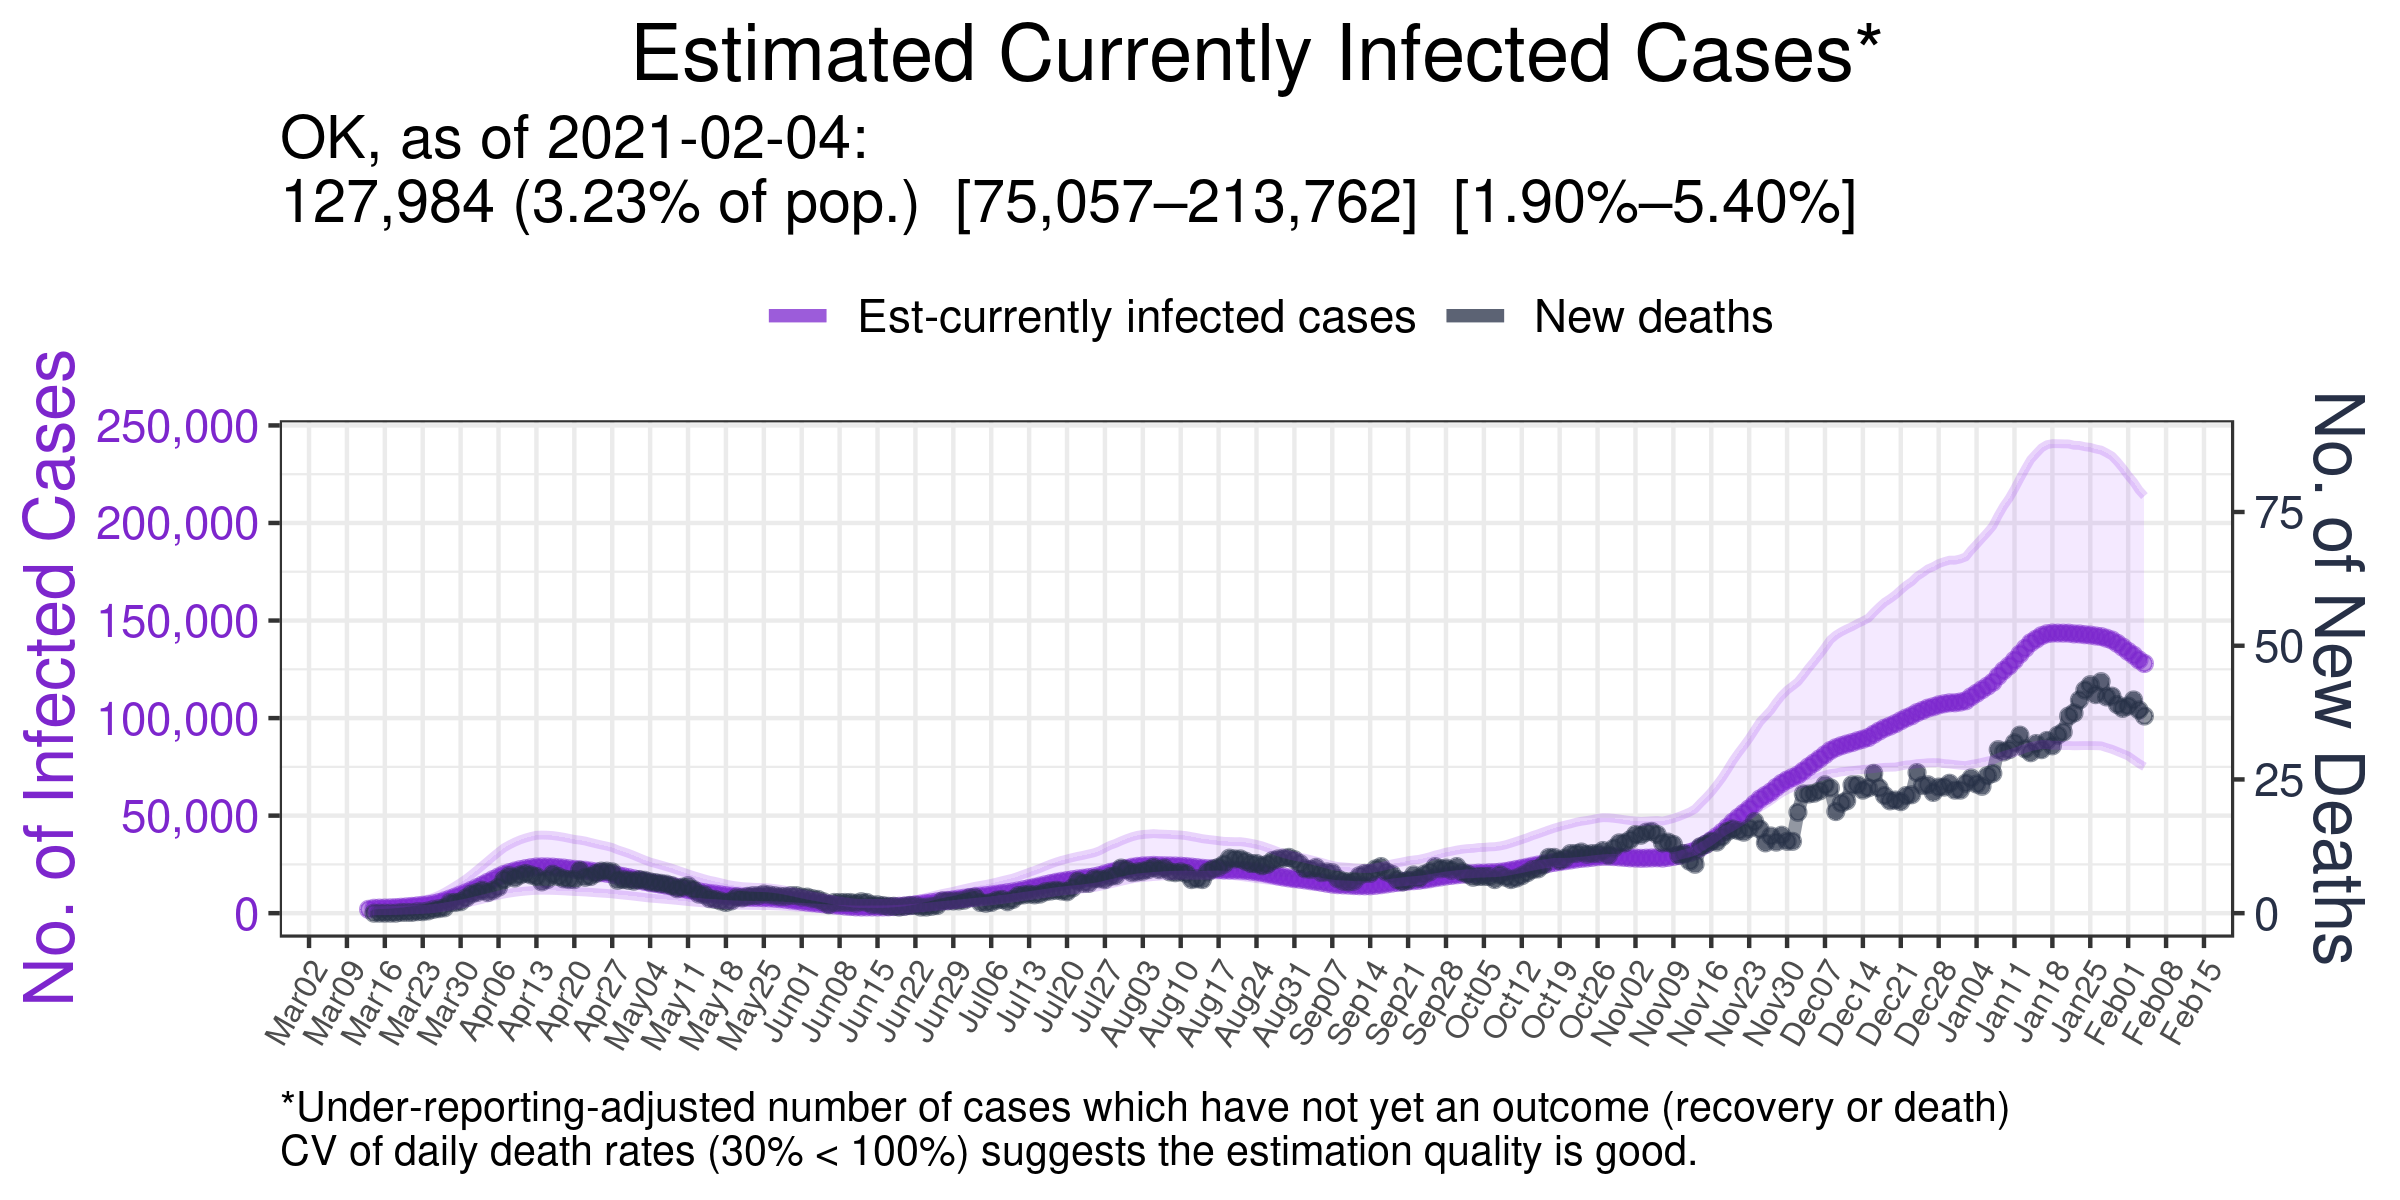 Estimated Currently Infected Cases*
OK, as of 2021-02-04:
127,984 (3.23% of pop.) [75,057–213,762] [1.90%–5.40%]
Est-currently infected cases
New deaths
No. of Infected Cases
250,000
200,000
150,000
100,000
50,000
0
75
50
25
0
No. of New Deaths
Mar02
Mar09
Mar16
Mar23
Mar30
Apr06
Apr13
Apr20
Apr27
May04
May11
May18
May25
Jun01
Jun08
Jun15
Jun22
Jun29
Jul06
Jul13
Jul20
Jul27
Aug03
Aug10
Aug17
Aug24
Aug31
Sep07
Sep14
Sep21
Sep28
Oct05
Oct12
Oct19
Oct26
Nov02
Nov09
Nov16
Nov23
Nov30
Dec07
Dec14
Dec21
Dec28
Jan04
Jan11
Jan18
Jan25
Feb01
Feb08
Feb15
*Under-reporting-adjusted number of cases which have not yet an outcome (recovery or death)
CV of daily death rates (30% < 100%) suggests the estimation quality is good.